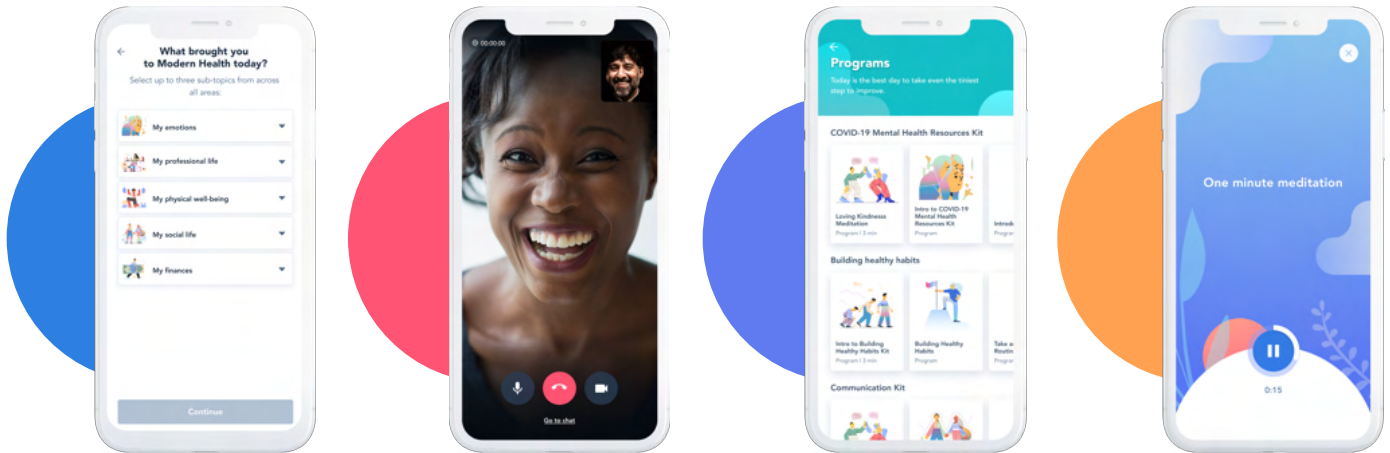 What brought you
to Modern Health today?
Select up to three sub-topics from across
all areas:
My emotions
My professional life
My physical well-being
My social life
My finances
Continue
00:00:00
Go to chat
Programs
Today is the best day to take even the tiniest
step to improve.
COVID-19 Mental Health Resources Kit
Loving Kindness
Meditation
Program | 3 min
Intro to COVID-19
Mental Health
Resources Kit
Program
Introd
Progra
Building healthy habits
Intro to Building
Healthy Habits Kit
Program | 3 min
Building Healthy
Habits
Program
Take a
Routin
Progra
Communication Kit
One minute meditation
0:15